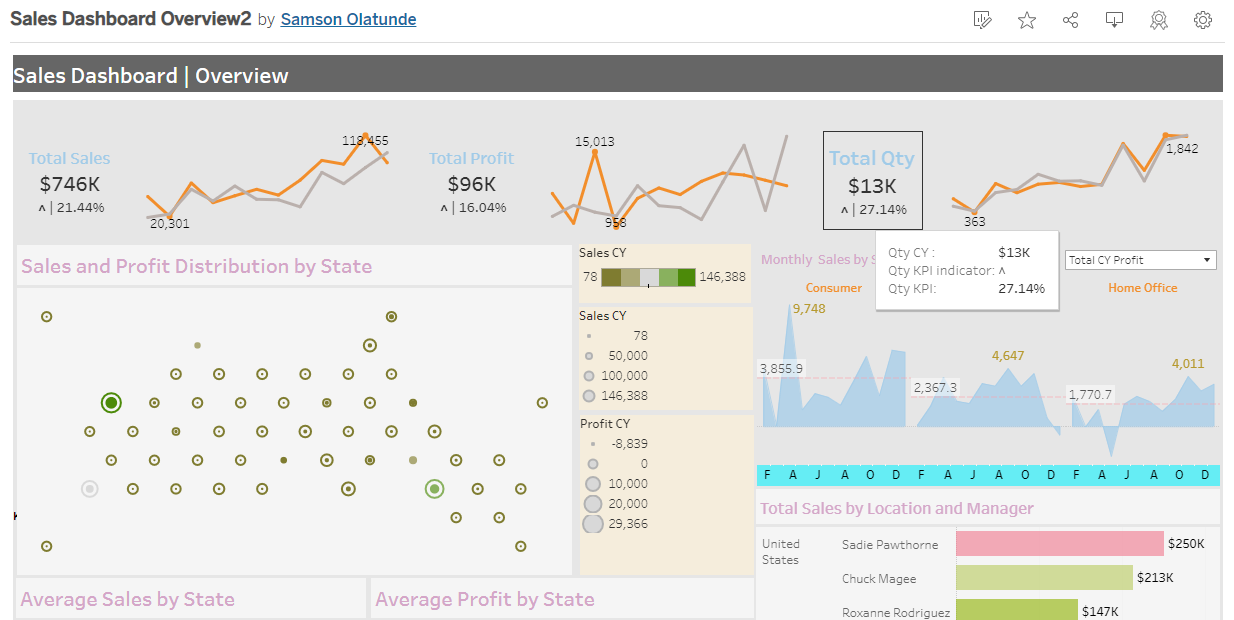 Sales Dashboard Overview2 by Samson Olatunde
Sales Dashboard | Overview
Total Sales
$746K
^ | 21.44%
118,455
20,301
Total Profit
$96K
^ | 16.04%
15,013
958
Total Qty
$13K
^ | 27.14%
1,842
363
Qty CY : $13K
Qty KPI indicator: ^
Qty KPI: 27.14%
Sales and Profit Distribution by State
Sales CY
78 146,388
Sales CY
78
50,000
100,000
146,388
Profit CY
-8,839
0
10,000
20,000
29,366
Monthly Sales by S
Total CY Profit
Consumer
Home Office
9,748
4,647
4,011
3,855.9
2,367.3
1,770.7
F A J A O D F A J A O D F A J A O D
Total Sales by Location and Manager
United
States
Sadie Pawthorne $250K
Chuck Magee $213K
Roxanne Rodriguez $147K
Average Sales by State
Average Profit by State